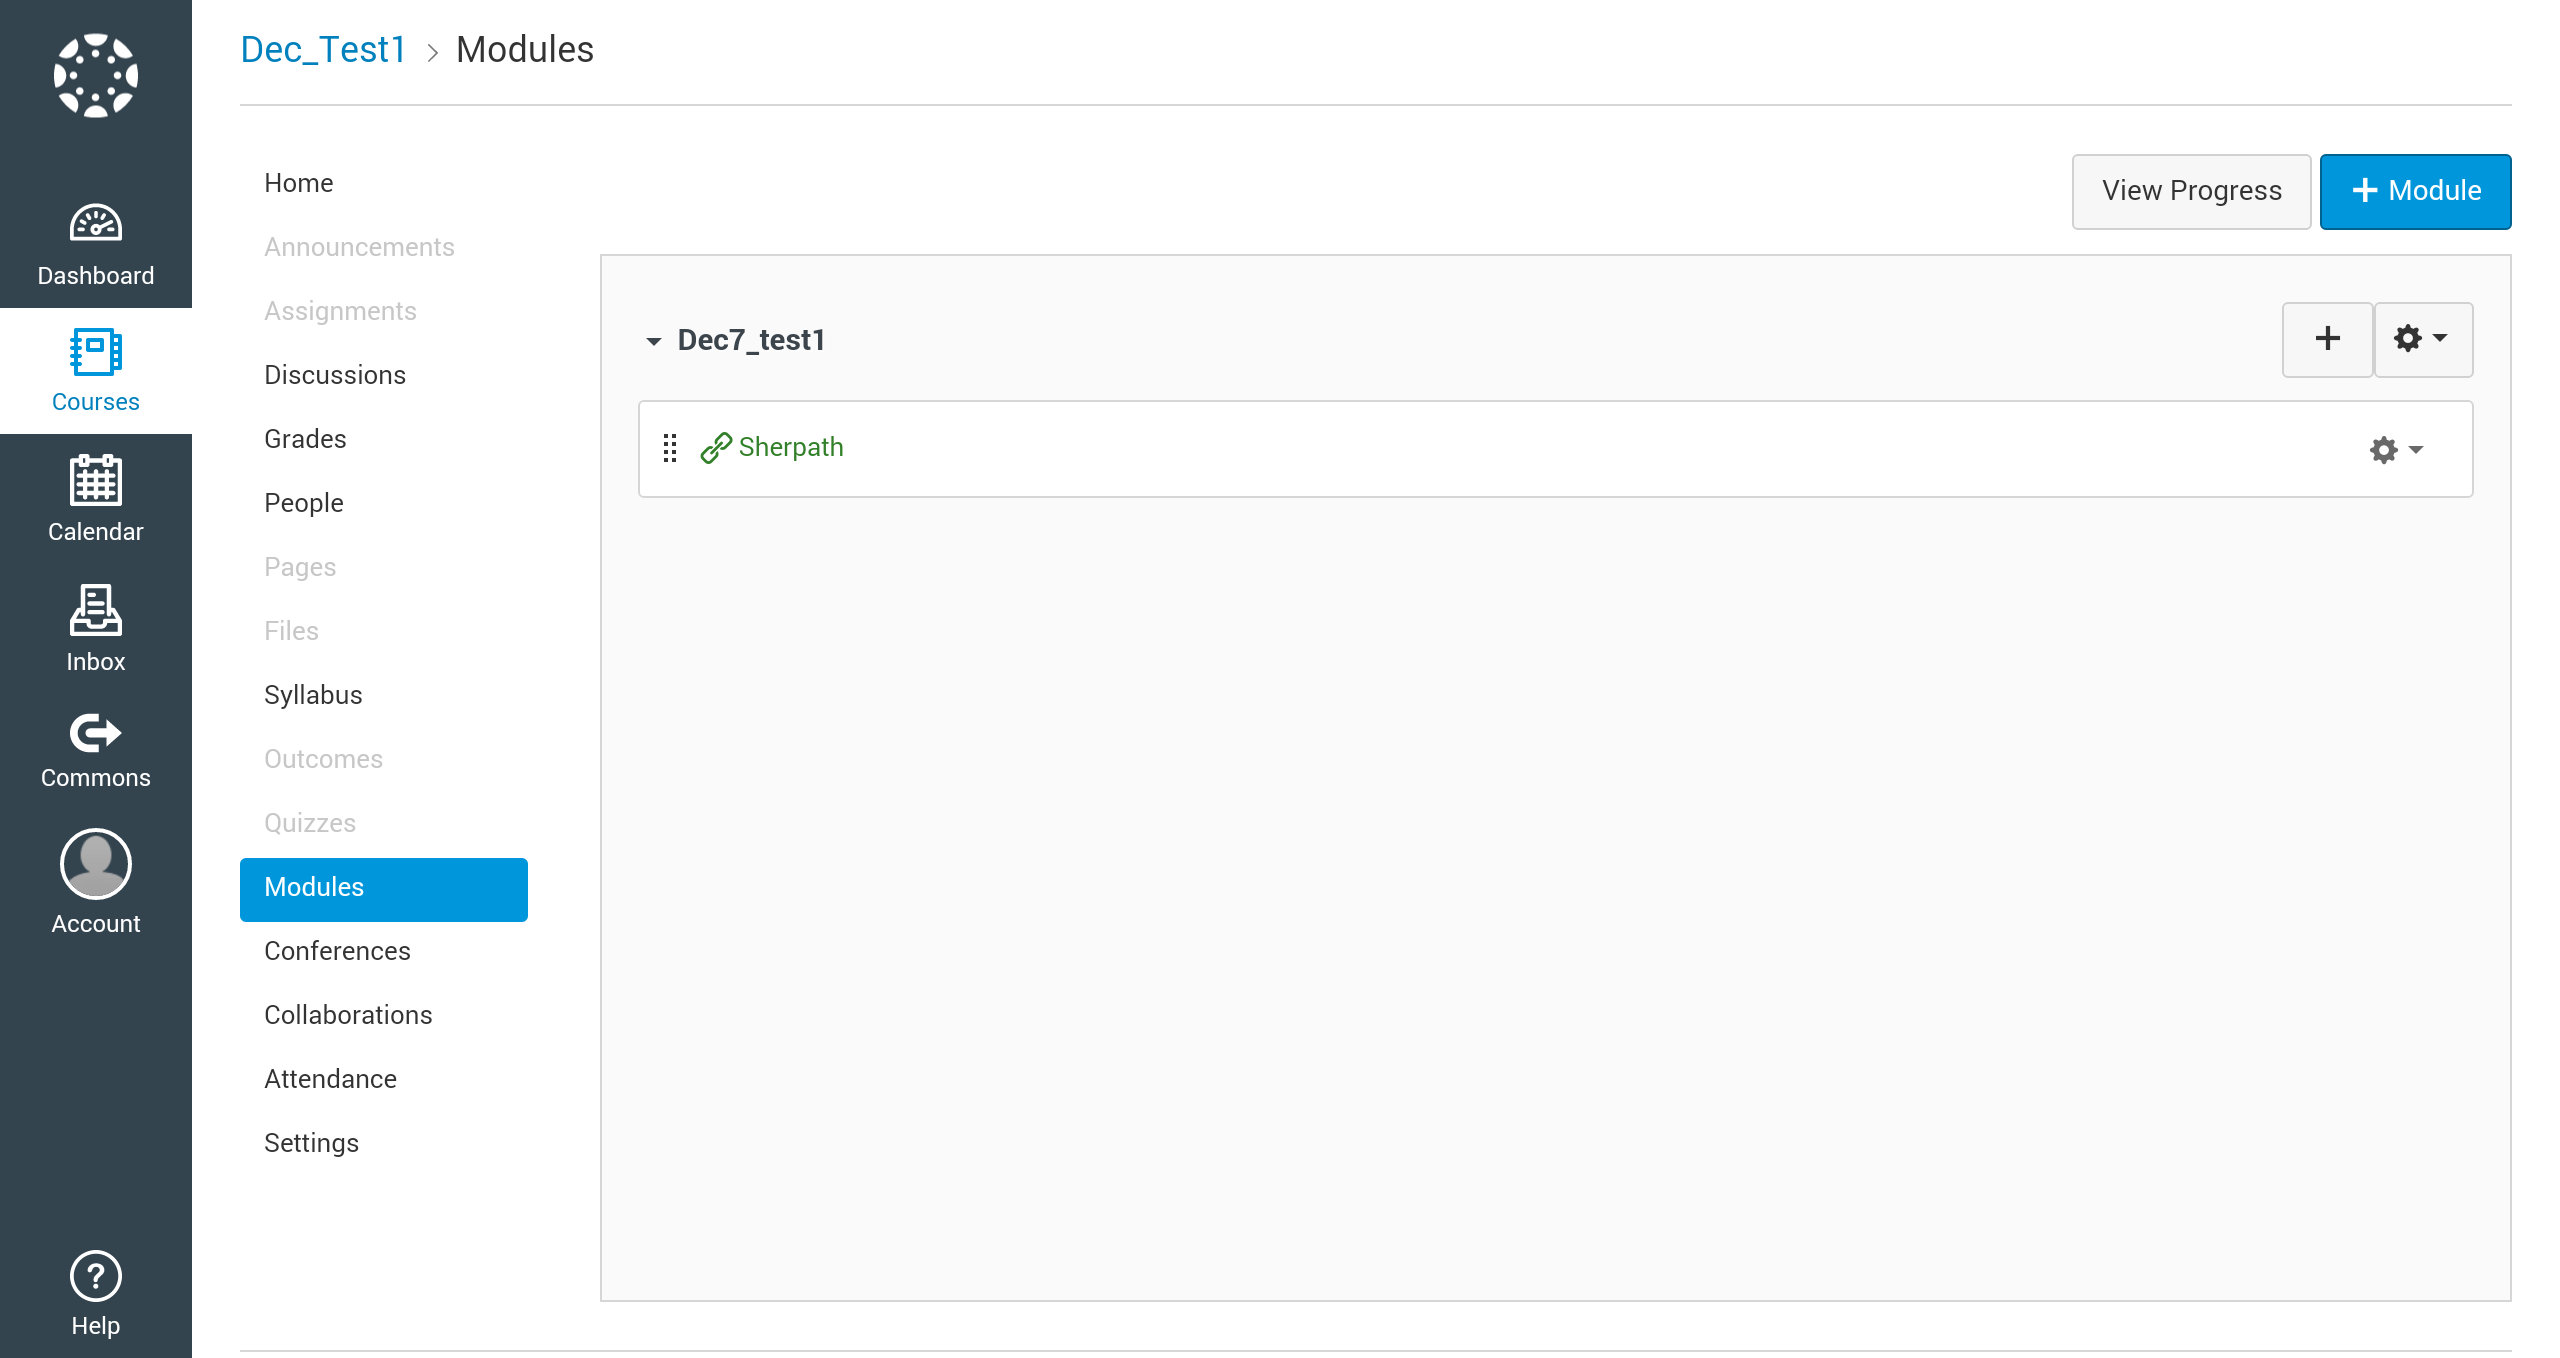 Dec_Test1 > Modules
Dashboard
Courses
Calendar
Inbox
Commons
Account
Help
Home
Announcements
Assignments
Discussions
Grades
People
Pages
Files
Syllabus
Outcomes
Quizzes
Modules
Conferences
Collaborations
Attendance
Settings
View Progress
+ Module
Dec7_test1
Sherpath